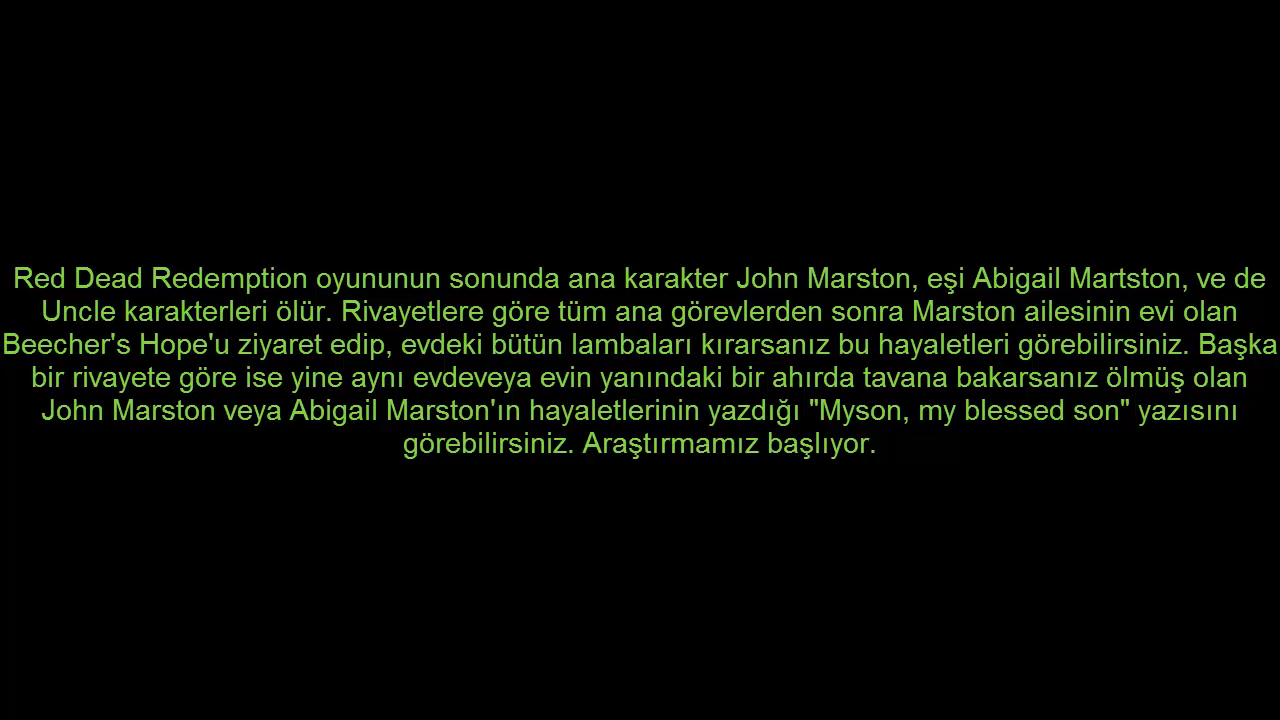 Red Dead Redemption oyununun sonunda ana karakter John Marston, eşi Abigail Martston, ve de
Uncle karakterleri ölür. Rivayetlere göre tüm ana görevlerden sonra Marston ailesinin evi olan
Beecher's Hope'u ziyaret edip, evdeki bütün lambaları kırarsanız bu hayaletleri görebilirsiniz. Başka
bir rivayete göre ise yine aynı evdeveya evin yanındaki bir ahırda tavana bakarsanız ölmüş olan
John Marston veya Abigail Marston'ın hayaletlerinin yazdığı "Myson, my blessed son" yazısını
görebilirsiniz. Araştırmamız başlıyor.